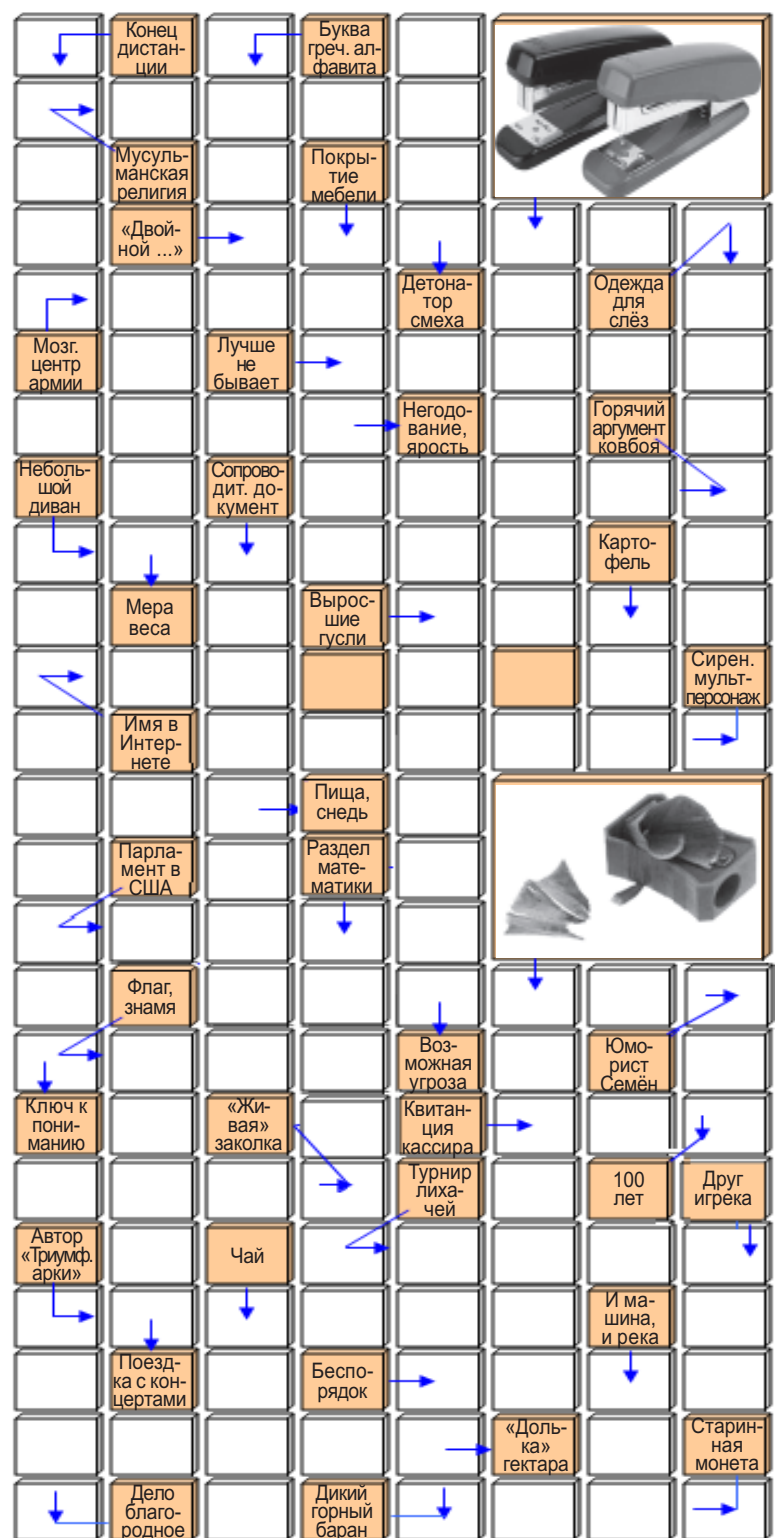 Конец
дистан-
ции
Буква
греч. ал-
фавита
Мусуль-
манская
религия
Покры-
тие
мебели
«Двой-
ной ...»
Детона-
тор
смеха
Одежда
для
слёз
Мозг.
центр
армии
Лучше
не
бывает
Негодо-
вание,
ярость
Горячий
аргумент
ковбоя
Неболь-
шой
диван
Сопрово-
дит. до-
кумент
Карто-
фель
Мера
веса
Вырос-
шие
гусли
Сирен.
мульт-
персонаж
Имя в
Интер-
нете
Пища,
снедь
Парла-
мент в
США
Раздел
мате-
матики
Флаг,
знамя
Воз-
можная
угроза
Юмо-
рист
Семён
Ключ к
пони-
манию
«Жи-
вая»
заколка
Квитан-
ция
кассира
Турнир
лиха-
чей
100
лет
Друг
игрека
Автор
«Триумф.
арки»
Чай
И ма-
шина,
и река
Поезд-
ка с кон-
цертами
Беспо-
рядок
«Доль-
ка»
гектара
Старин-
ная
монета
Дело
благо-
родное
Дикий
горный
баран